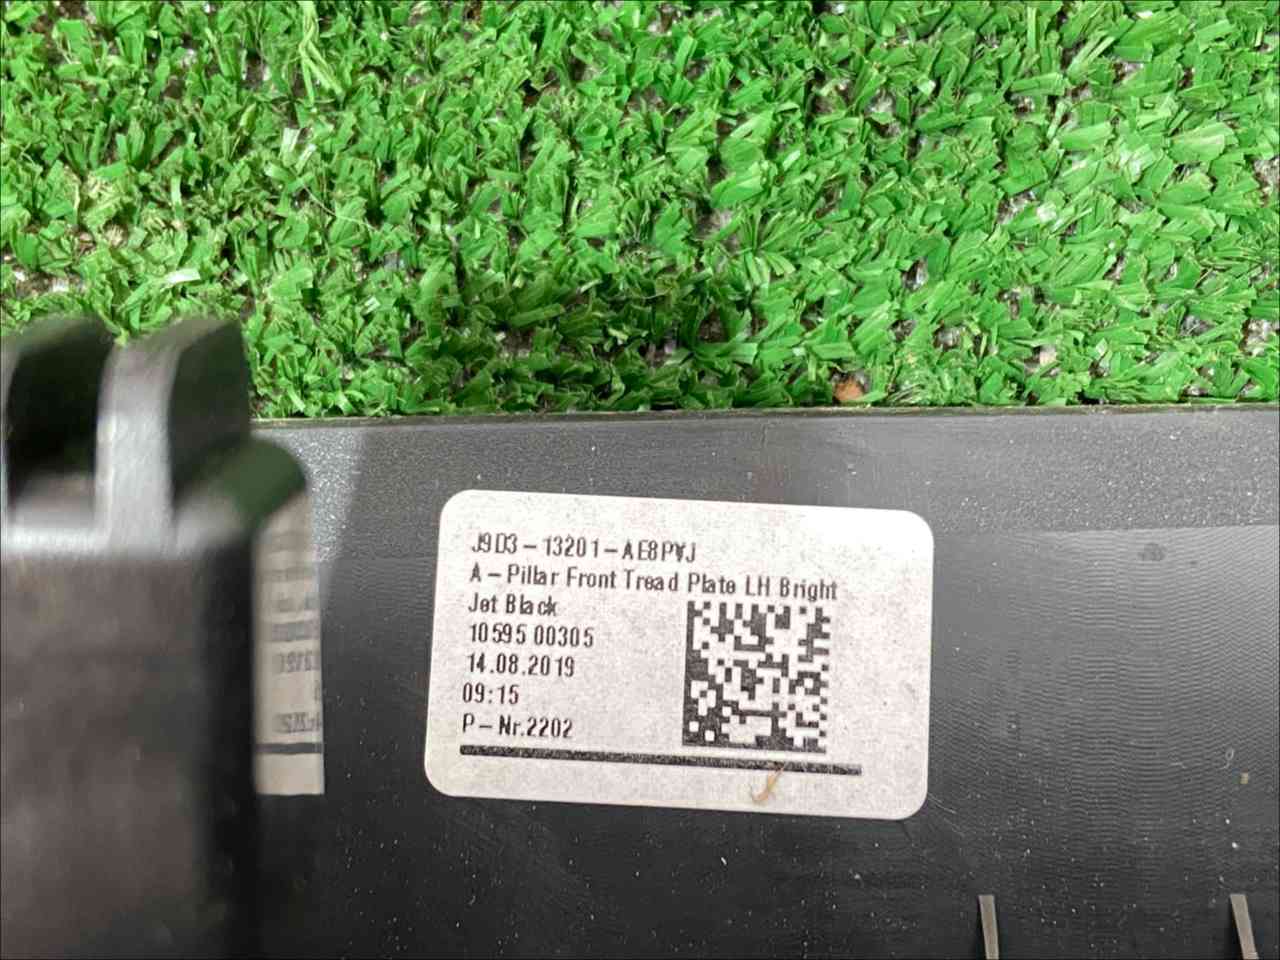 J9D3-13201-AE8PVJ
A-Pillar Front Tread Plate LH Bright
Jet Black
10595 00305
14.08.2019
09:15
P-Nr.2202